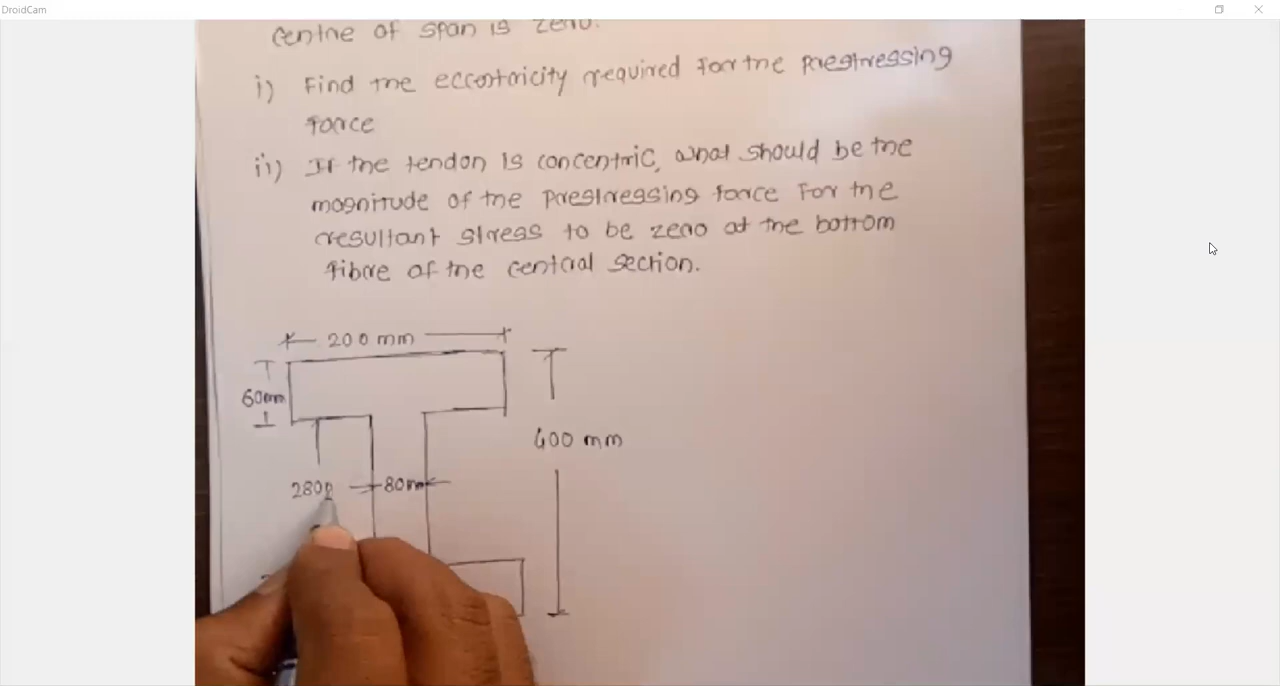 DroidCam
centre of span is zero.
i) Find the eccentricity required for the prestressing
force
ii) If the tendon is concentric, what should be the
magnitude of the prestressing force For the
resultant stress to be zero at the bottom
fibre of the central section.
200 mm
60mm
400 mm
280
80mm